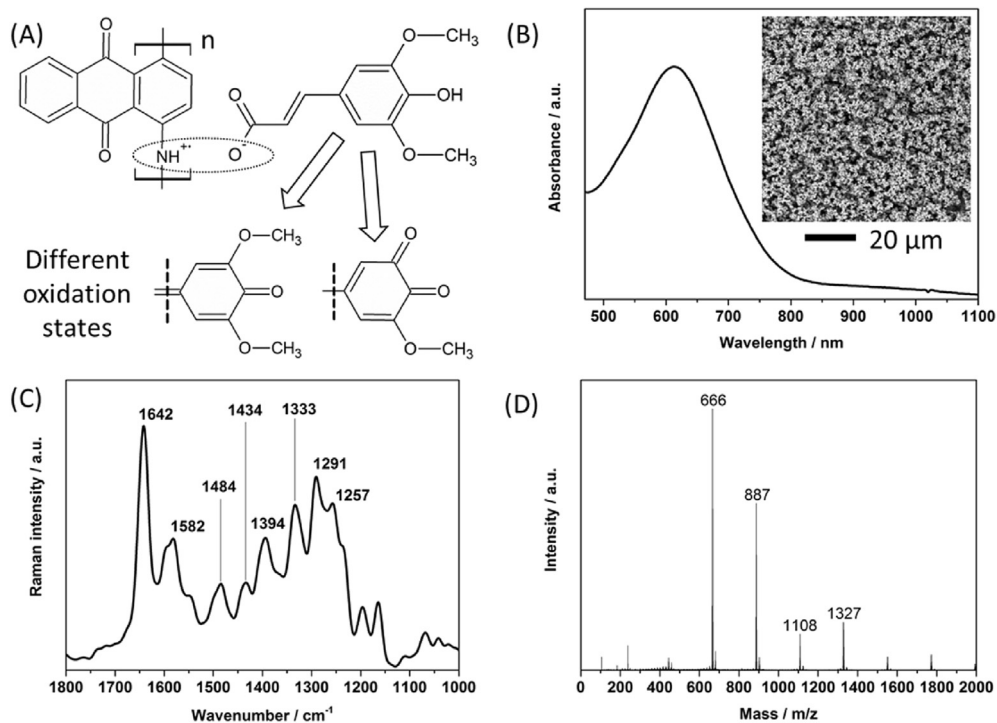 (A)
O
n
O
NH+•
O
O-
O—CH3
OH
O—CH3
Different
oxidation
states
O—CH3
O
O—CH3
O
O
O—CH3
(B)
Absorbance / a.u.
20 µm
500 600 700 800 900 1000 1100
Wavelength / nm
(C)
Raman intensity / a.u.
1642
1434
1333
1291
1484
1257
1582
1394
1800 1700 1600 1500 1400 1300 1200 1100 1000
Wavenumber / cm-1
(D)
Intensity / a.u.
666
887
1108
1327
0 200 400 600 800 1000 1200 1400 1600 1800 2000
Mass / m/z